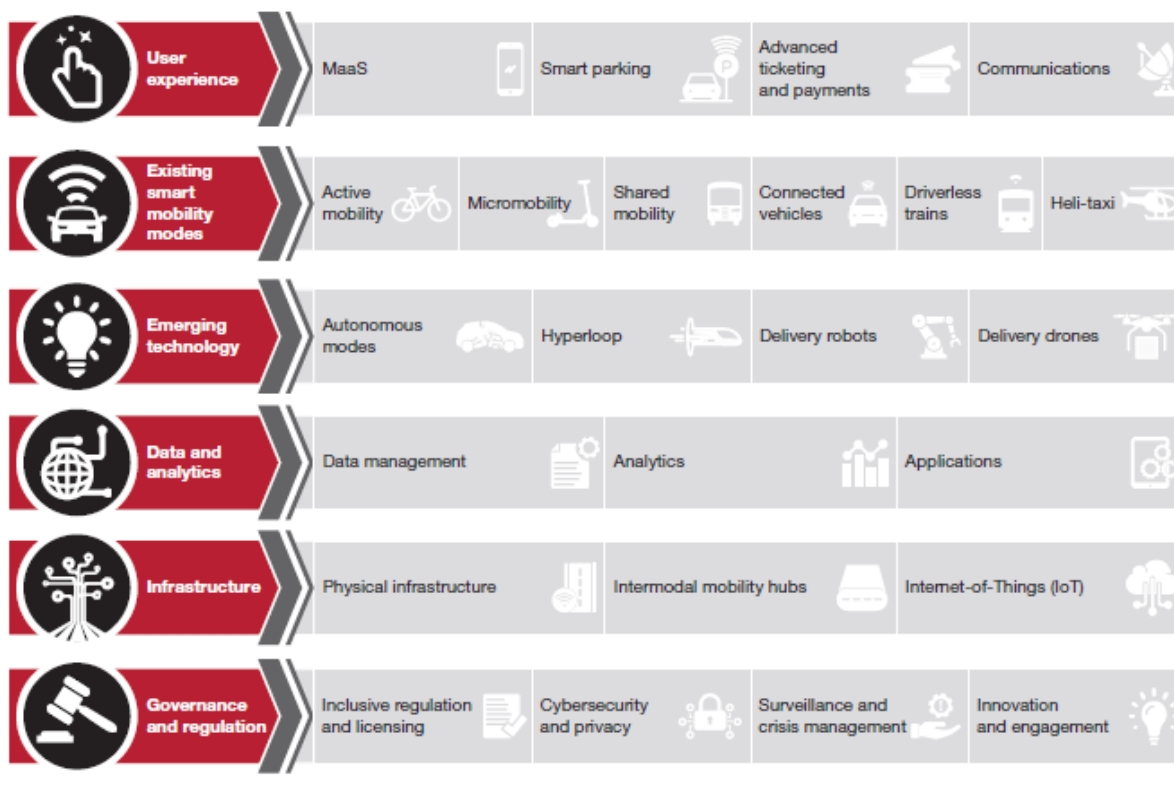 User
experience
MaaS
Smart parking
P
Advanced
ticketing
and payments
Communications
Existing
smart
mobility
modes
Active
mobility
Micromobility
Shared
mobility
Connected
vehicles
Driverless
trains
Heli-taxi
Emerging
technology
Autonomous
modes
Hyperloop
Delivery robots
Delivery drones
Data and
analytics
Data management
Analytics
Applications
Infrastructure
Physical infrastructure
Intermodal mobility hubs
Internet-of-Things (IoT)
Governance
and regulation
Inclusive regulation
and licensing
Cybersecurity
and privacy
Surveillance and
crisis management
Innovation
and engagement